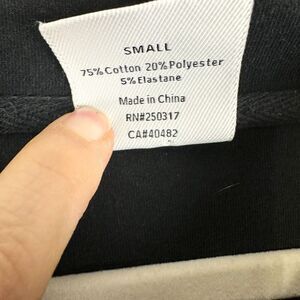 SMALL
75% Cotton 20% Polyester
5% Elastane
Made in China
RN#250317
CA#40482